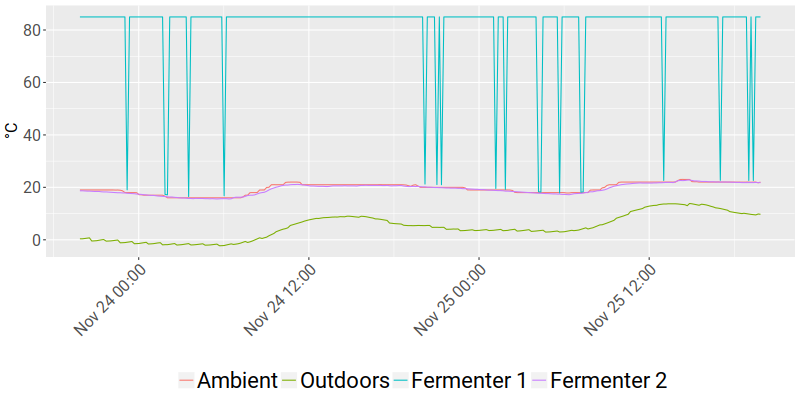 80
60
40
20
0
°C
Nov 24 00:00
Nov 24 12:00
Nov 25 00:00
Nov 25 12:00
Ambient Outdoors Fermenter 1 Fermenter 2